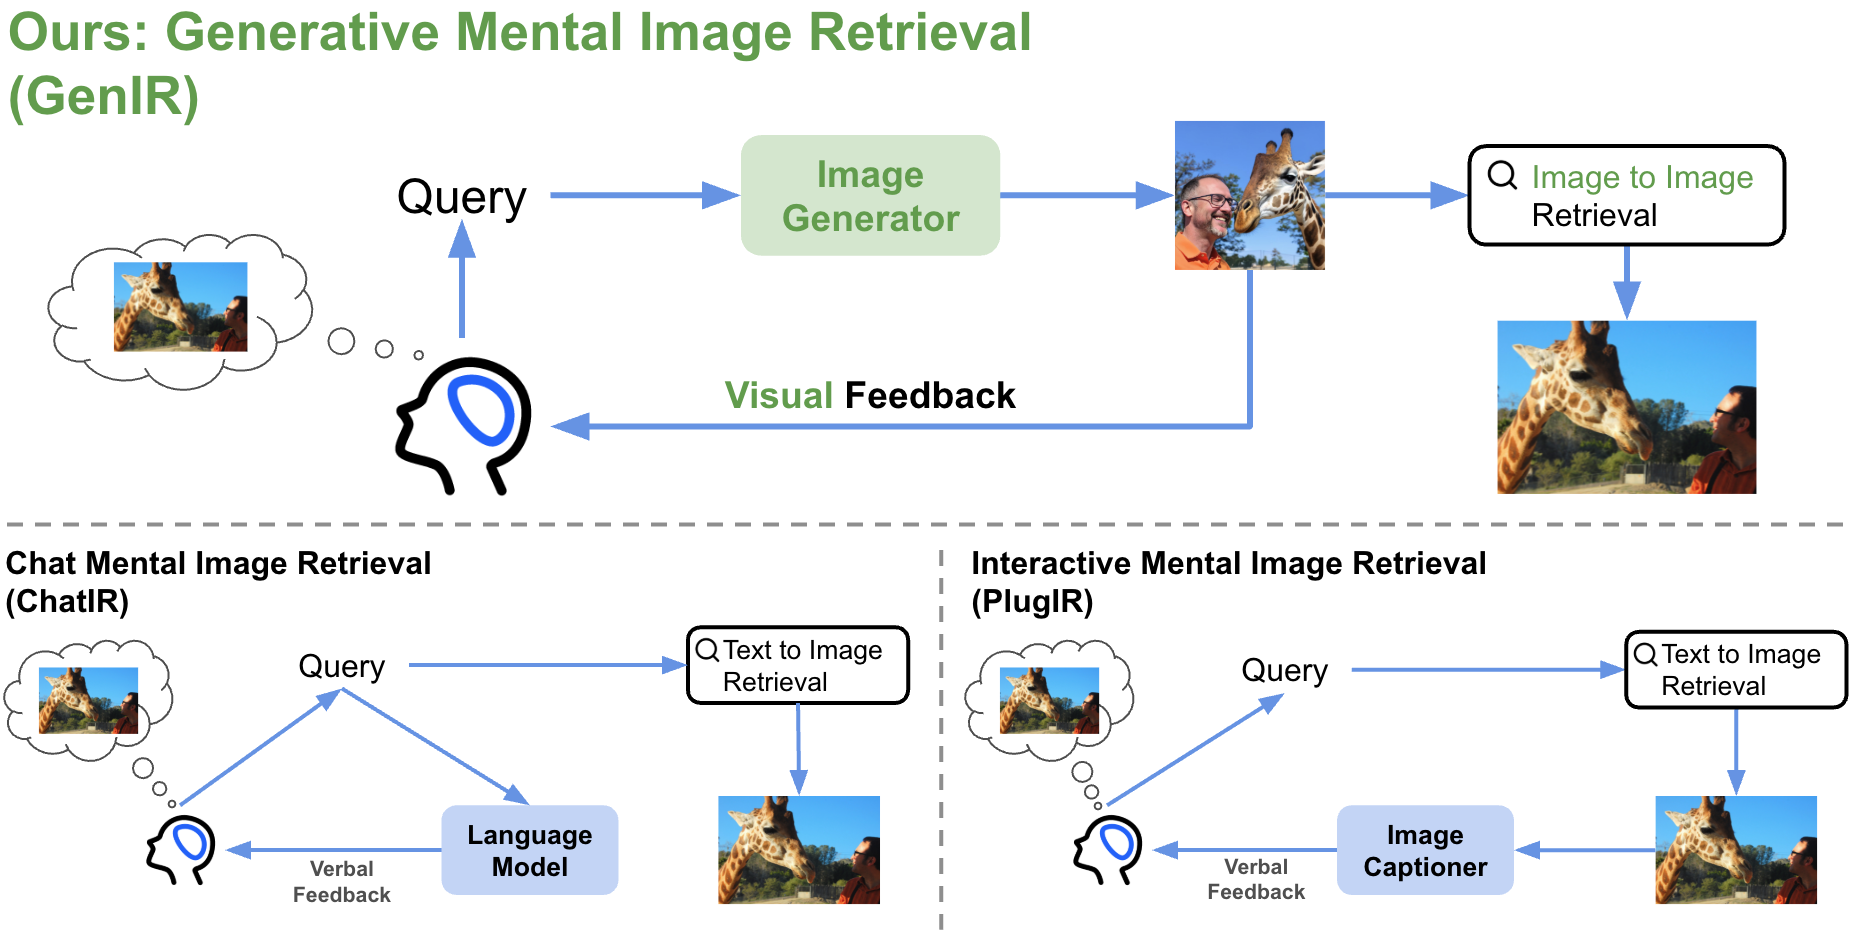 Ours: Generative Mental Image Retrieval
(GenIR)
Query
Image
Generator
Image to Image
Retrieval
Visual Feedback
Chat Mental Image Retrieval
(ChatIR)
Query
Text to Image
Retrieval
Language
Model
Verbal
Feedback
Interactive Mental Image Retrieval
(PlugIR)
Query
Text to Image
Retrieval
Image
Captioner
Verbal
Feedback